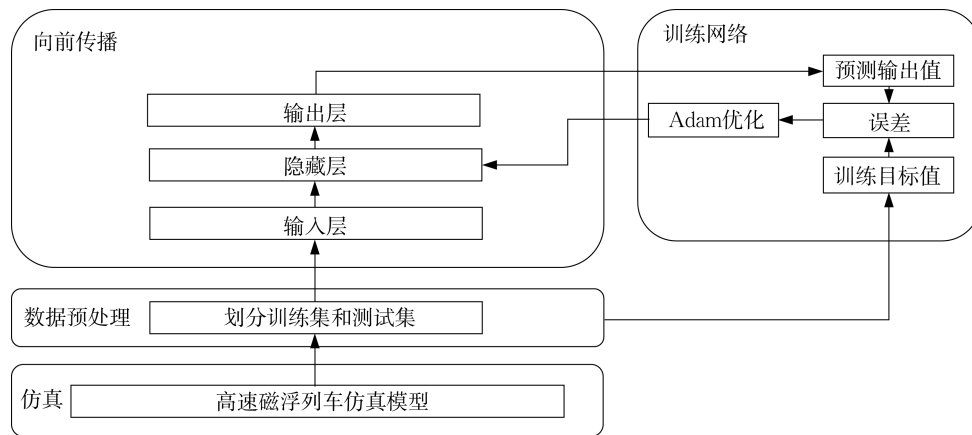 向前传播
输出层
隐藏层
输入层
训练网络
预测输出值
Adam优化
误差
训练目标值
数据预处理
划分训练集和测试集
仿真
高速磁浮列车仿真模型